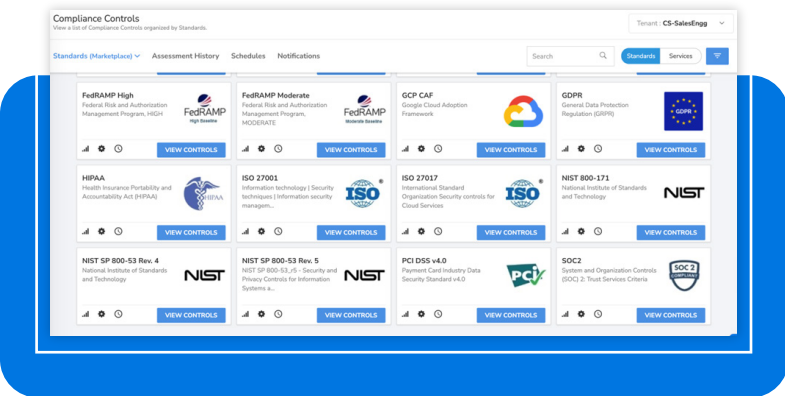 Compliance Controls
View a list of Compliance Controls organized by Standards.
Tenant : CS-SalesEngg
Standards (Marketplace)
Assessment History
Schedules
Notifications
Search
Standards
Services
FedRAMP High
Federal Risk and Authorization
Management Program, HIGH
FedRAMP
High Baseline
VIEW CONTROLS
FedRAMP Moderate
Federal Risk and Authorization
Management Program,
MODERATE
FedRAMP
Moderate Baseline
VIEW CONTROLS
GCP CAF
Google Cloud Adoption
Framework
VIEW CONTROLS
GDPR
General Data Protection
Regulation (GRPR)
GDPR
VIEW CONTROLS
HIPAA
Health Insurance Portability and
Accountability Act (HIPAA)
HIPAA
VIEW CONTROLS
ISO 27001
Information technology | Security
techniques | Information security
managem...
ISO
VIEW CONTROLS
ISO 27017
International Standard
Organization Security controls for
Cloud Services
ISO
VIEW CONTROLS
NIST 800-171
National Institute of Standards
and Technology
NIST
VIEW CONTROLS
NIST SP 800-53 Rev. 4
National Institute of Standards
and Technology
NIST
VIEW CONTROLS
NIST SP 800-53 Rev. 5
NIST SP 800-53_r5 - Security and
Privacy Controls for Information
Systems a...
NIST
VIEW CONTROLS
PCI DSS v4.0
Payment Card Industry Data
Security Standard v4.0
PCI
VIEW CONTROLS
SOC2
System and Organization Controls
(SOC) 2: Trust Services Criteria
SOC 2
COMPLIANT
VIEW CONTROLS